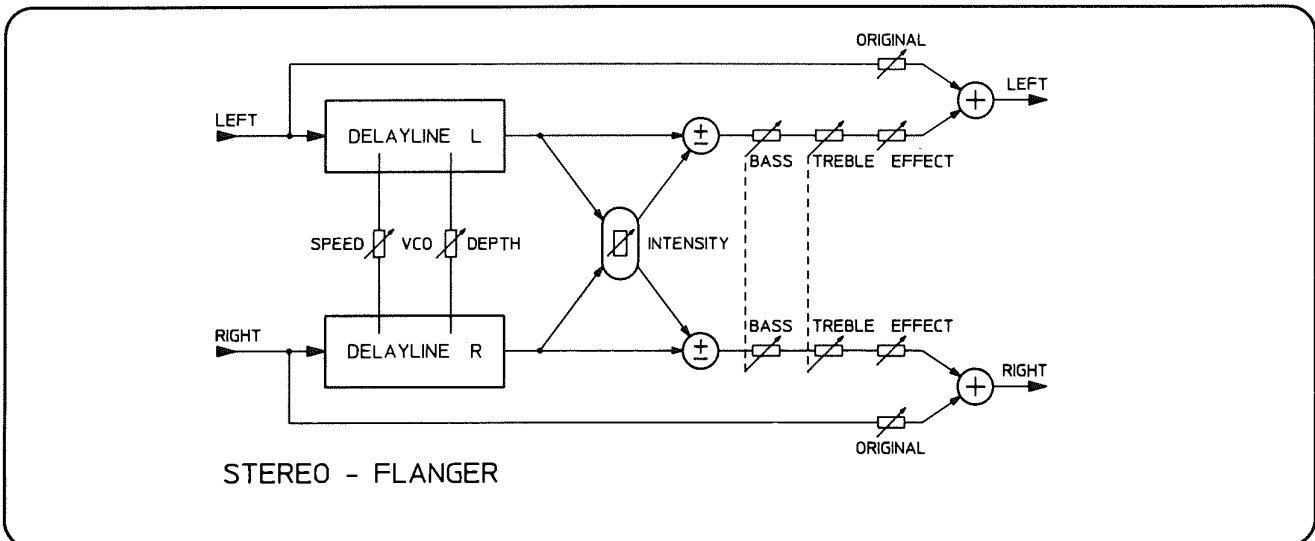 ORIGINAL
LEFT
LEFT
DELAYLINE L
BASS TREBLE EFFECT
SPEED VCO DEPTH
INTENSITY
RIGHT
DELAYLINE R
BASS TREBLE EFFECT
RIGHT
ORIGINAL
STEREO - FLANGER